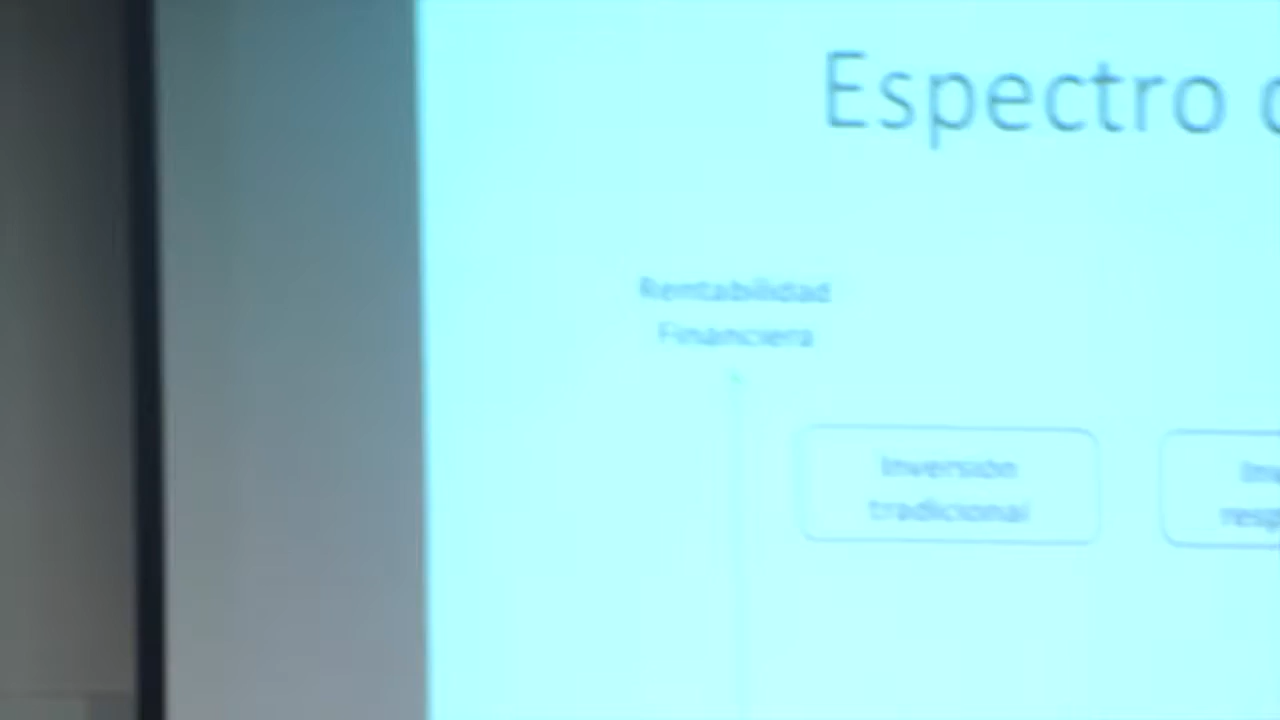 Espectro
Rentabilidad
Financiera
Inversión
tradicional